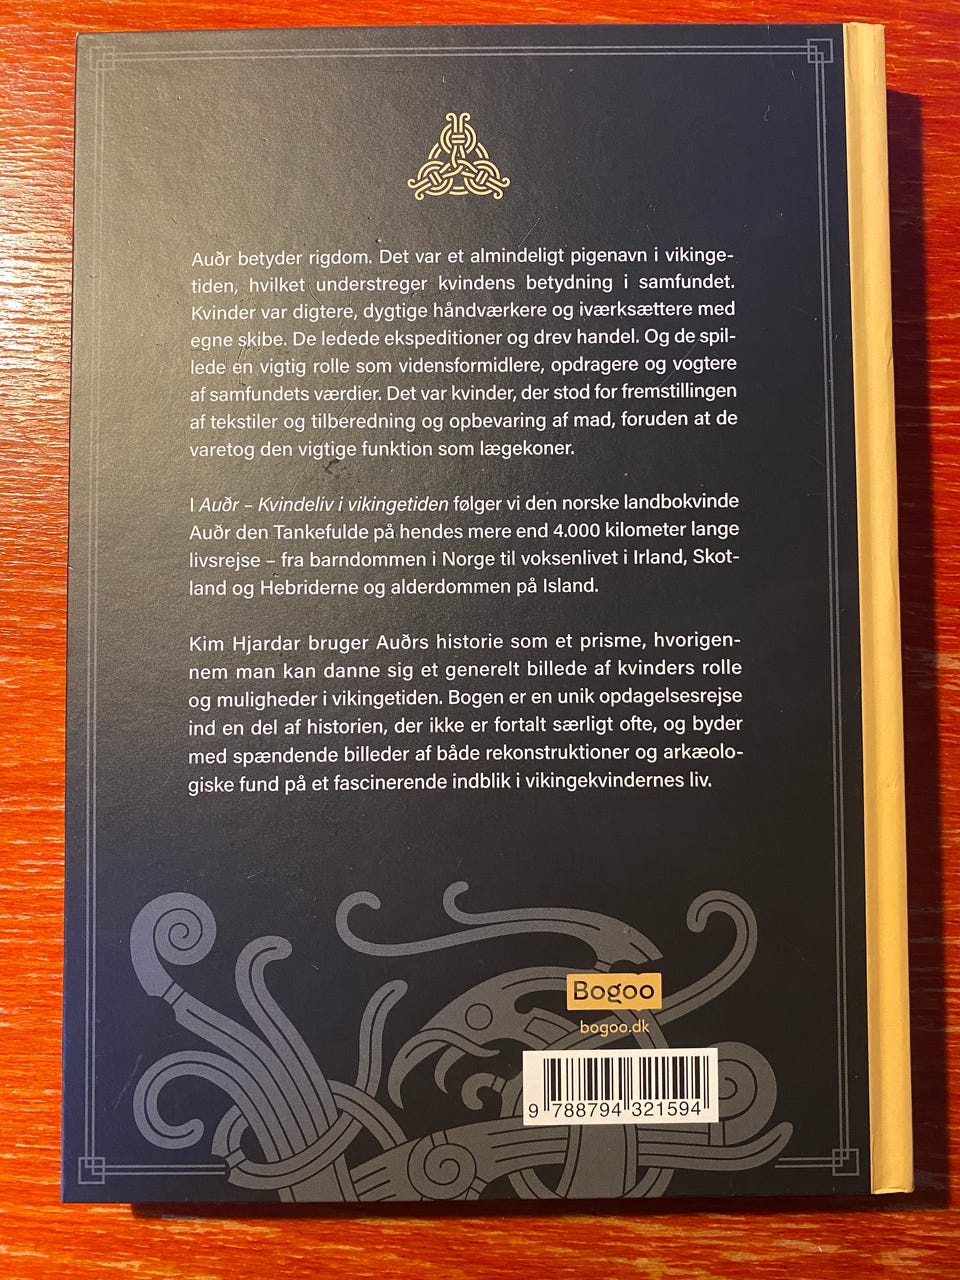 Auðr betyder rigdom. Det var et almindeligt pigenavn i vikinge-
tiden, hvilket understreger kvindens betydning i samfundet.
Kvinder var digtere, dygtige håndværkere og iværksættere med
egne skibe. De ledede ekspeditioner og drev handel. Og de spil-
lede en vigtig rolle som vidensformidlere, opdragere og vogtere
af samfundets værdier. Det var kvinder, der stod for fremstillingen
af tekstiler og tilberedning og opbevaring af mad, foruden at de
varetog den vigtige funktion som lægekoner.
I Auðr – Kvindeliv i vikingetiden følger vi den norske landbokvinde
Auðr den Tankefulde på hendes mere end 4.000 kilometer lange
livsrejse – fra barndommen i Norge til voksenlivet i Irland, Skot-
land og Hebriderne og alderdommen på Island.
Kim Hjardar bruger Auðrs historie som et prisme, hvorigen-
nem man kan danne sig et generelt billede af kvinders rolle
og muligheder i vikingetiden. Bogen er en unik opdagelsesrejse
ind en del af historien, der ikke er fortalt særligt ofte, og byder
med spændende billeder af både rekonstruktioner og arkæolo-
giske fund på et fascinerende indblik i vikingekvindernes liv.
Bogoo
bogoo.dk
9 788794 321594